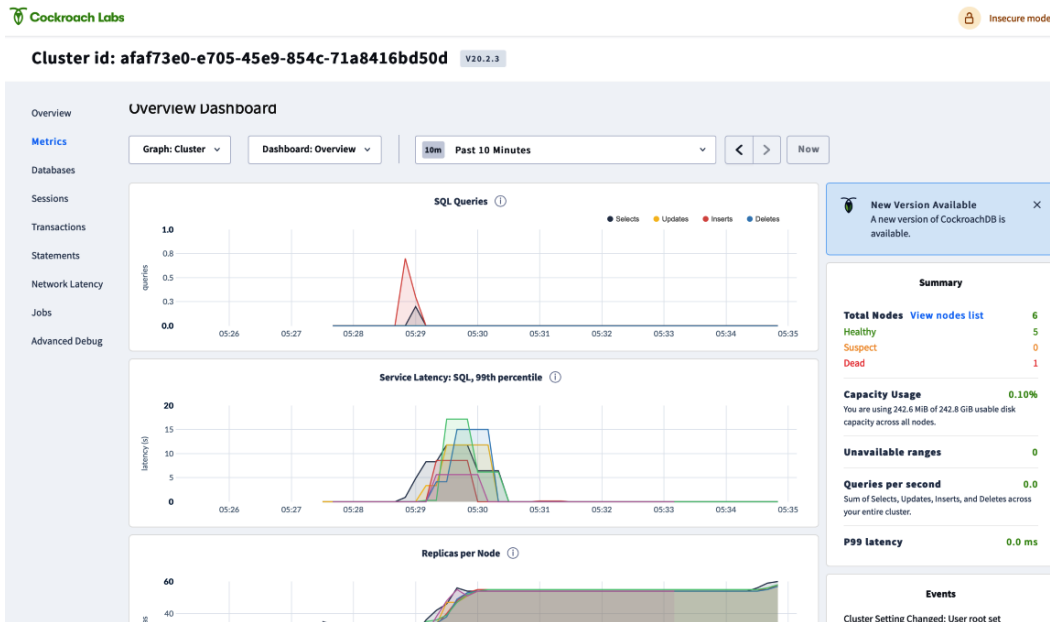 Cockroach Labs
Insecure mode
Cluster id: afaf73e0-e705-45e9-854c-71a8416bd50d V20.2.3
Overview
Metrics
Databases
Sessions
Transactions
Statements
Network Latency
Jobs
Advanced Debug
Overview Dashboard
Graph: Cluster
Dashboard: Overview
10m Past 10 Minutes
Now
SQL Queries
Selects Updates Inserts Deletes
queries
1.0
0.8
0.5
0.3
0.0
05:26 05:27 05:28 05:29 05:30 05:31 05:32 05:33 05:34 05:35
Service Latency: SQL, 99th percentile
latency (s)
20
15
10
5
0
05:26 05:27 05:28 05:29 05:30 05:31 05:32 05:33 05:34 05:35
Replicas per Node
60
40
New Version Available
A new version of CockroachDB is
available.
Summary
Total Nodes View nodes list 6
Healthy 5
Suspect 0
Dead 1
Capacity Usage 0.10%
You are using 242.6 MiB of 242.8 GiB usable disk
capacity across all nodes.
Unavailable ranges 0
Queries per second 0.0
Sum of Selects, Updates, Inserts, and Deletes across
your entire cluster.
P99 latency 0.0 ms
Events
Cluster Setting Changed: User root set